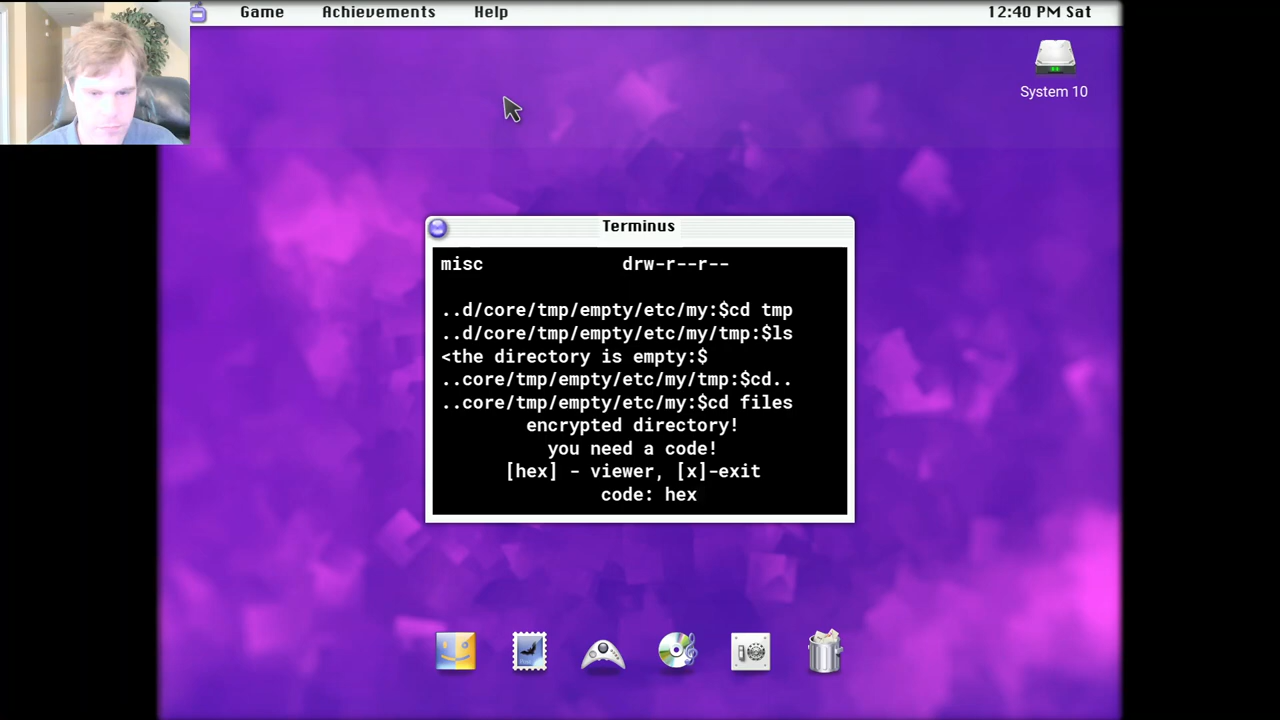 Game Achievements Help 12:40 PM Sat
System 10
Terminus
misc drw-r--r--
..d/core/tmp/empty/etc/my:$cd tmp
..d/core/tmp/empty/etc/my/tmp:$ls
<the directory is empty:$
..core/tmp/empty/etc/my/tmp:$cd..
..core/tmp/empty/etc/my:$cd files
encrypted directory!
you need a code!
[hex] - viewer, [x]-exit
code: hex